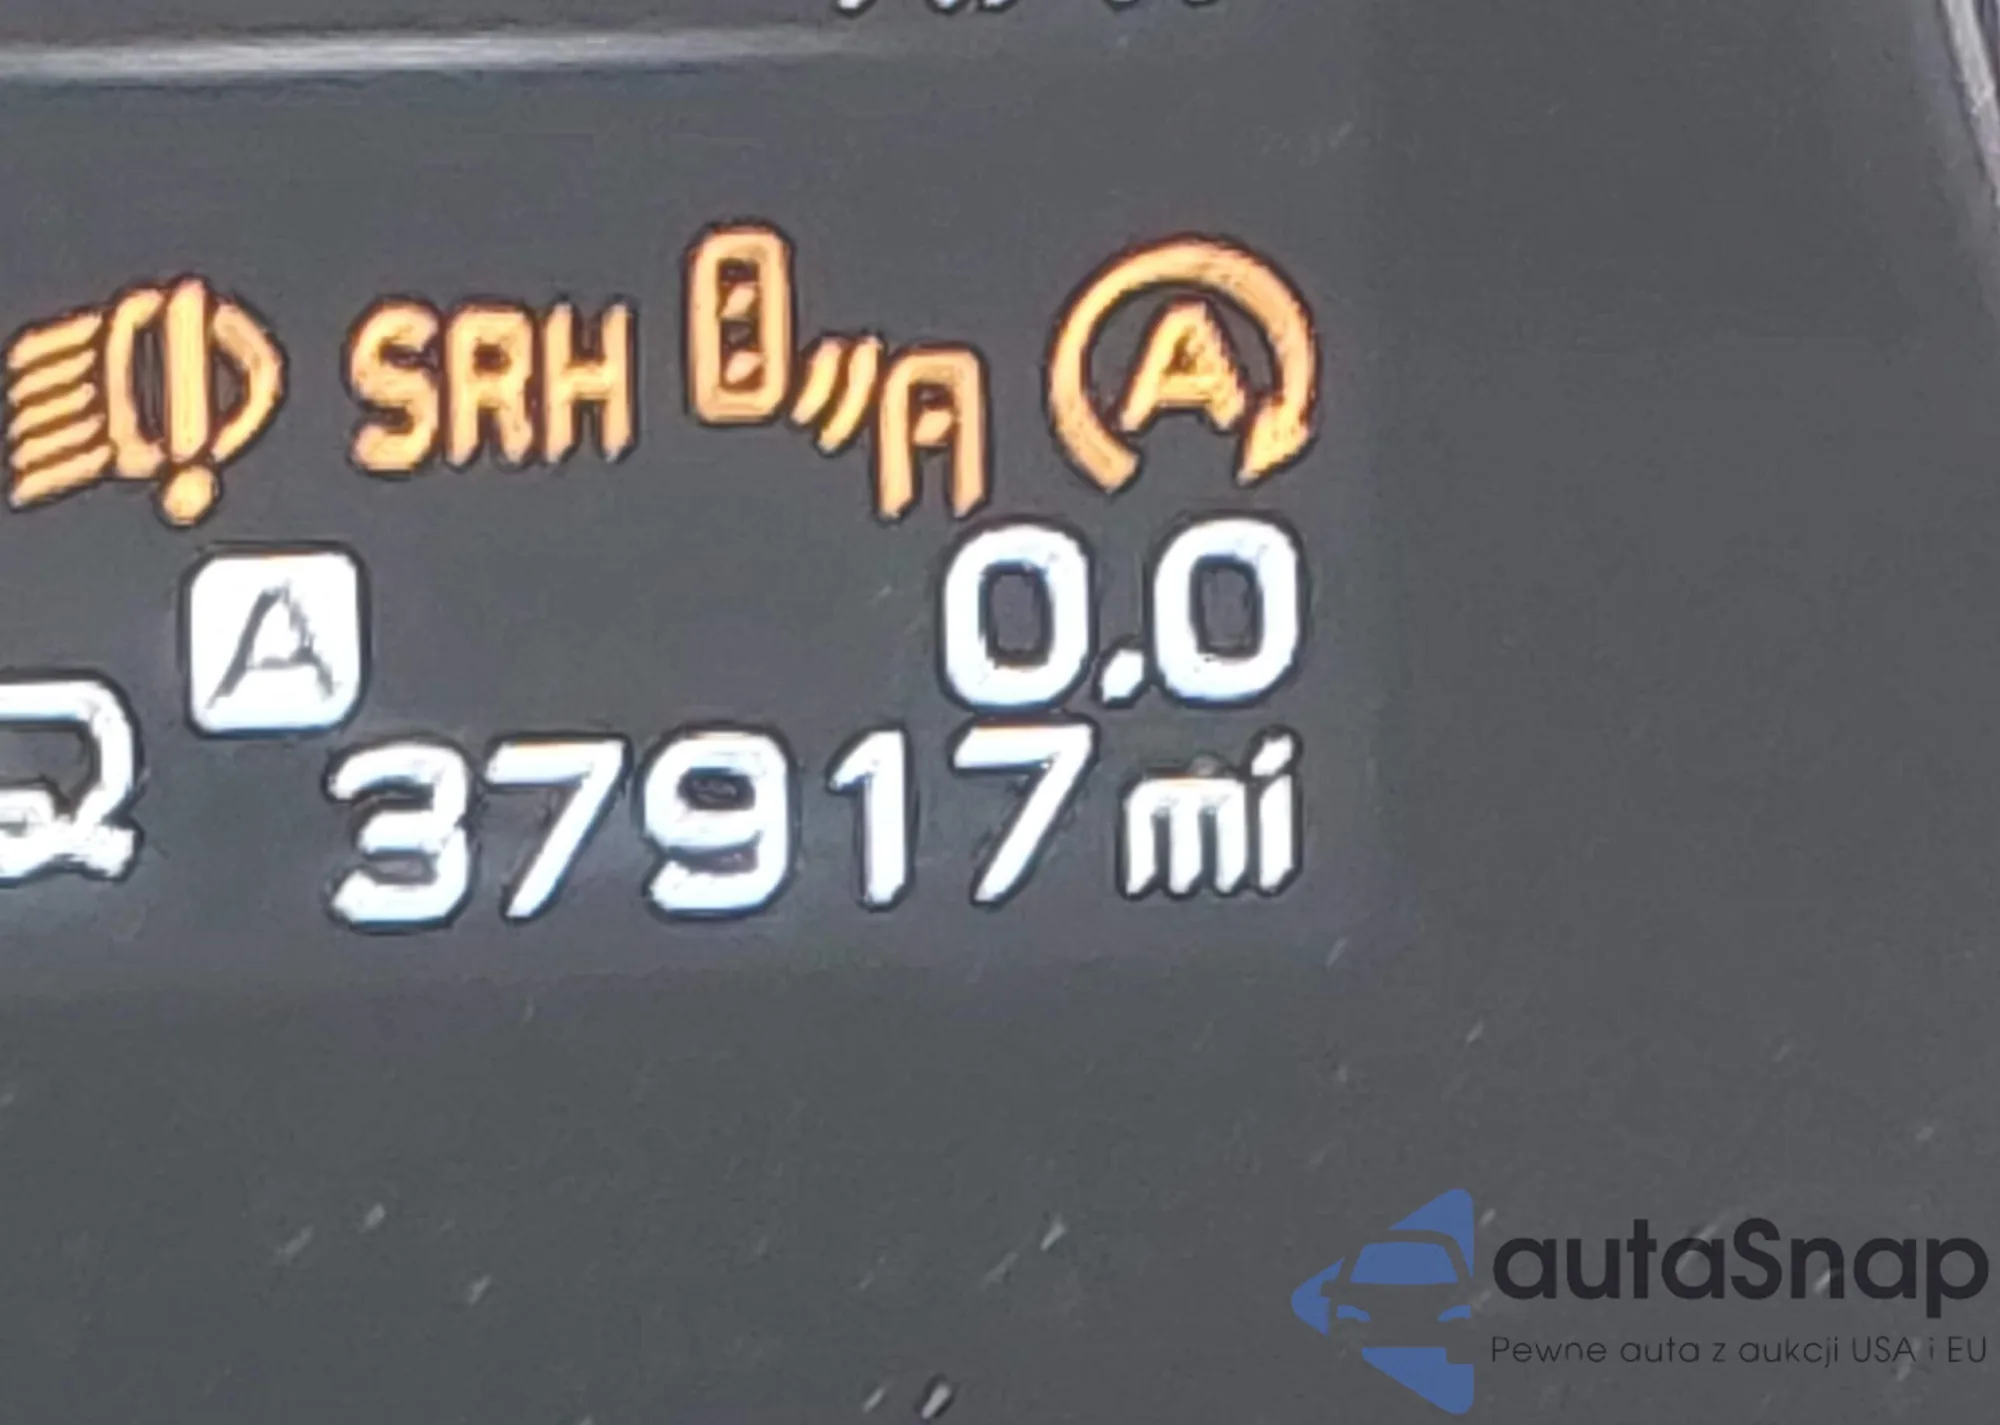 SRH A
A 0.0
37917 mi
autaSnap
Pewne auta z aukcji USA i EU